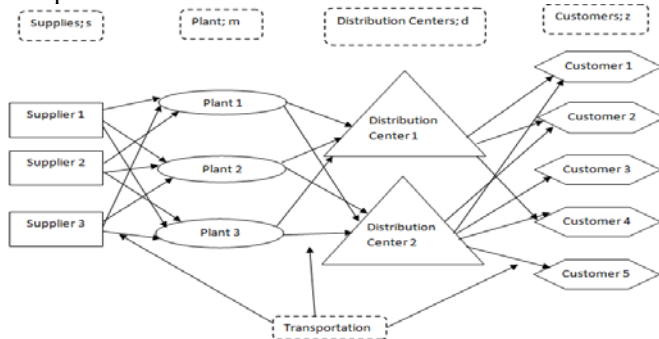 Supplies; s
Plant; m
Distribution Centers; d
Customers; z
Customer 1
Supplier 1
Plant 1
Distribution
Center 1
Customer 2
Supplier 2
Plant 2
Customer 3
Supplier 3
Plant 3
Distribution
Center 2
Customer 4
Customer 5
Transportation